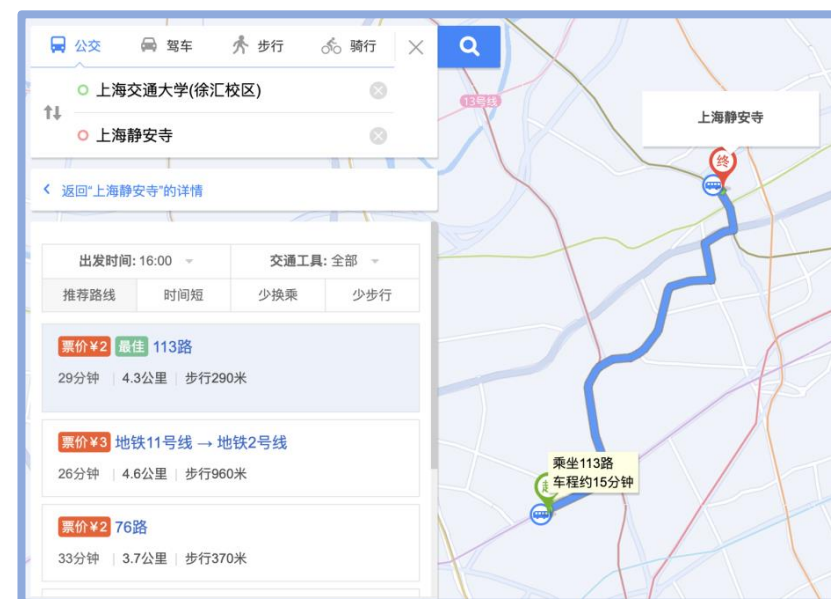 公交 驾车 步行 骑行
上海交通大学(徐汇校区)
上海静安寺
返回“上海静安寺”的详情
出发时间: 16:00 交通工具: 全部
推荐路线 时间短 少换乘 少步行
票价¥2 最佳 113路
29分钟 | 4.3公里 | 步行290米
票价¥3 地铁11号线 → 地铁2号线
26分钟 | 4.6公里 | 步行960米
票价¥2 76路
33分钟 | 3.7公里 | 步行370米
13号线
上海静安寺
终
乘坐113路
车程约15分钟